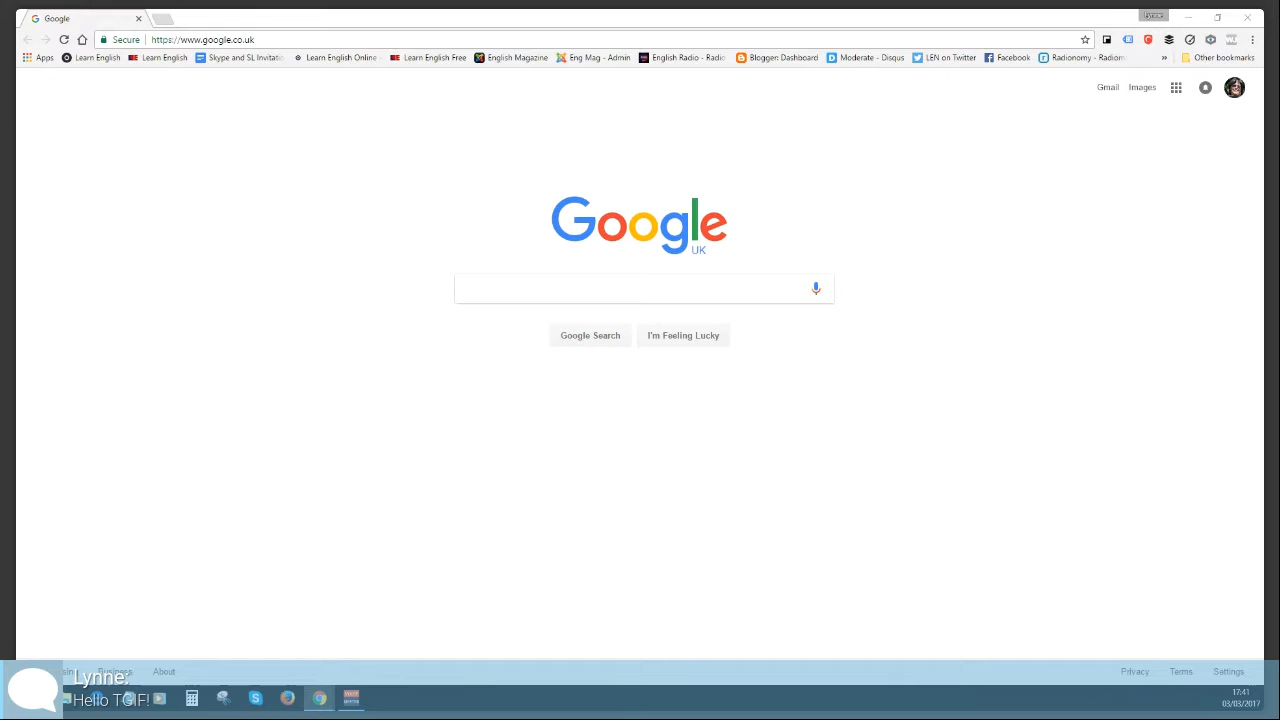 Google
Lynne
Secure https://www.google.co.uk
Apps Learn English Learn English Skype and SL Invitatio Learn English Online - Learn English Free English Magazine Eng Mag - Admin English Radio - Radio Blogger: Dashboard Moderate - Disqus LEN on Twitter Facebook Radionomy - Radiono » Other bookmarks
Gmail Images
Google
UK
Google Search I'm Feeling Lucky
Business About Privacy Terms Settings
Lynne:
Hello TGIF!
17:41
03/03/2017